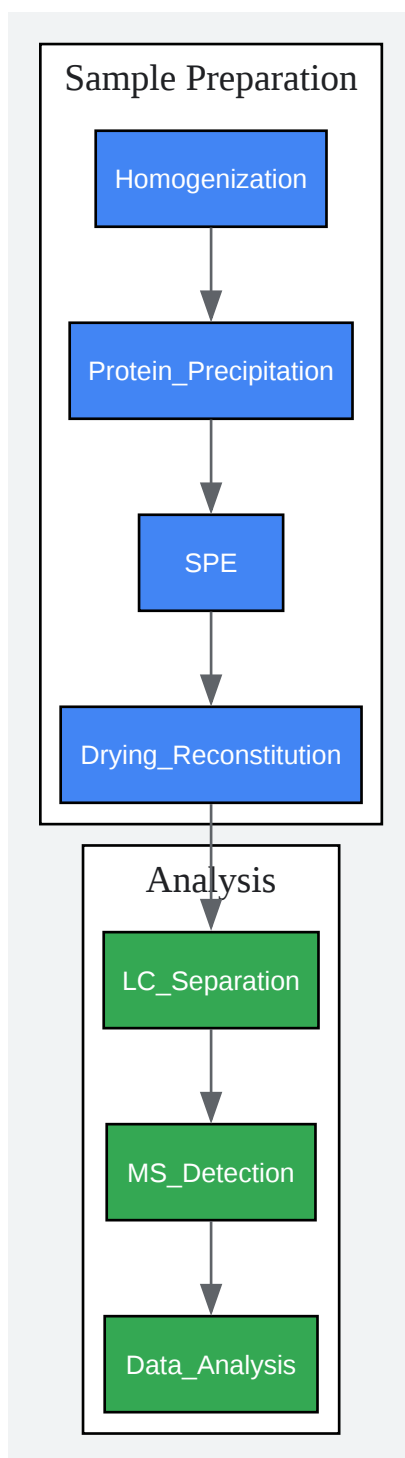 Sample Preparation
Homogenization
Protein_Precipitation
SPE
Drying_Reconstitution
Analysis
LC_Separation
MS_Detection
Data_Analysis